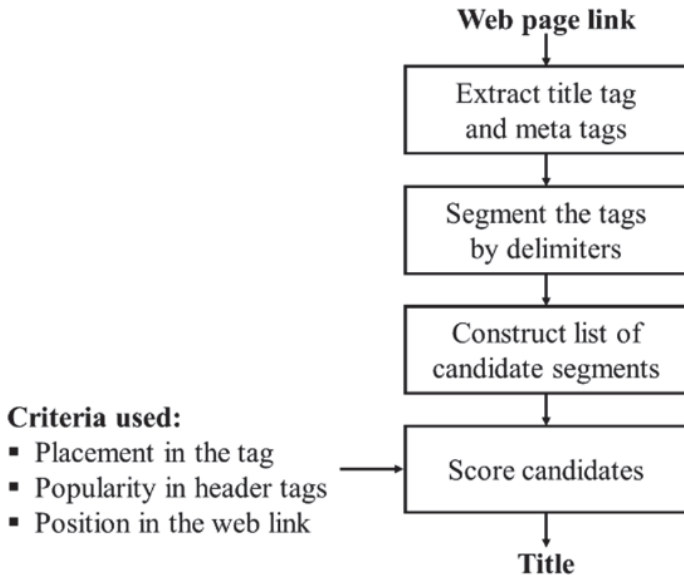 Web page link
Extract title tag
and meta tags
Segment the tags
by delimiters
Construct list of
candidate segments
Criteria used:
▪ Placement in the tag
▪ Popularity in header tags
▪ Position in the web link
Score candidates
Title